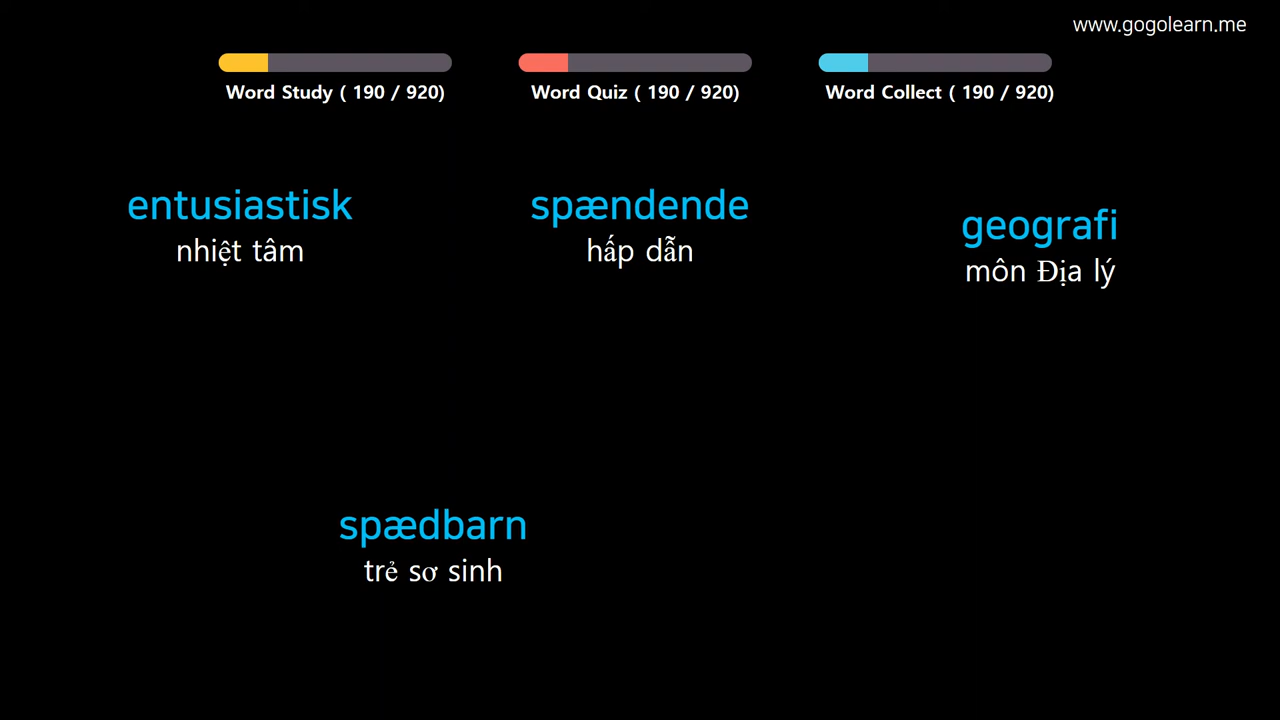 www.gogolearn.me
Word Study ( 190 / 920)
Word Quiz ( 190 / 920)
Word Collect ( 190 / 920)
entusiastisk
nhiệt tâm
spændende
hấp dẫn
geografi
môn Địa lý
spædbarn
trẻ sơ sinh